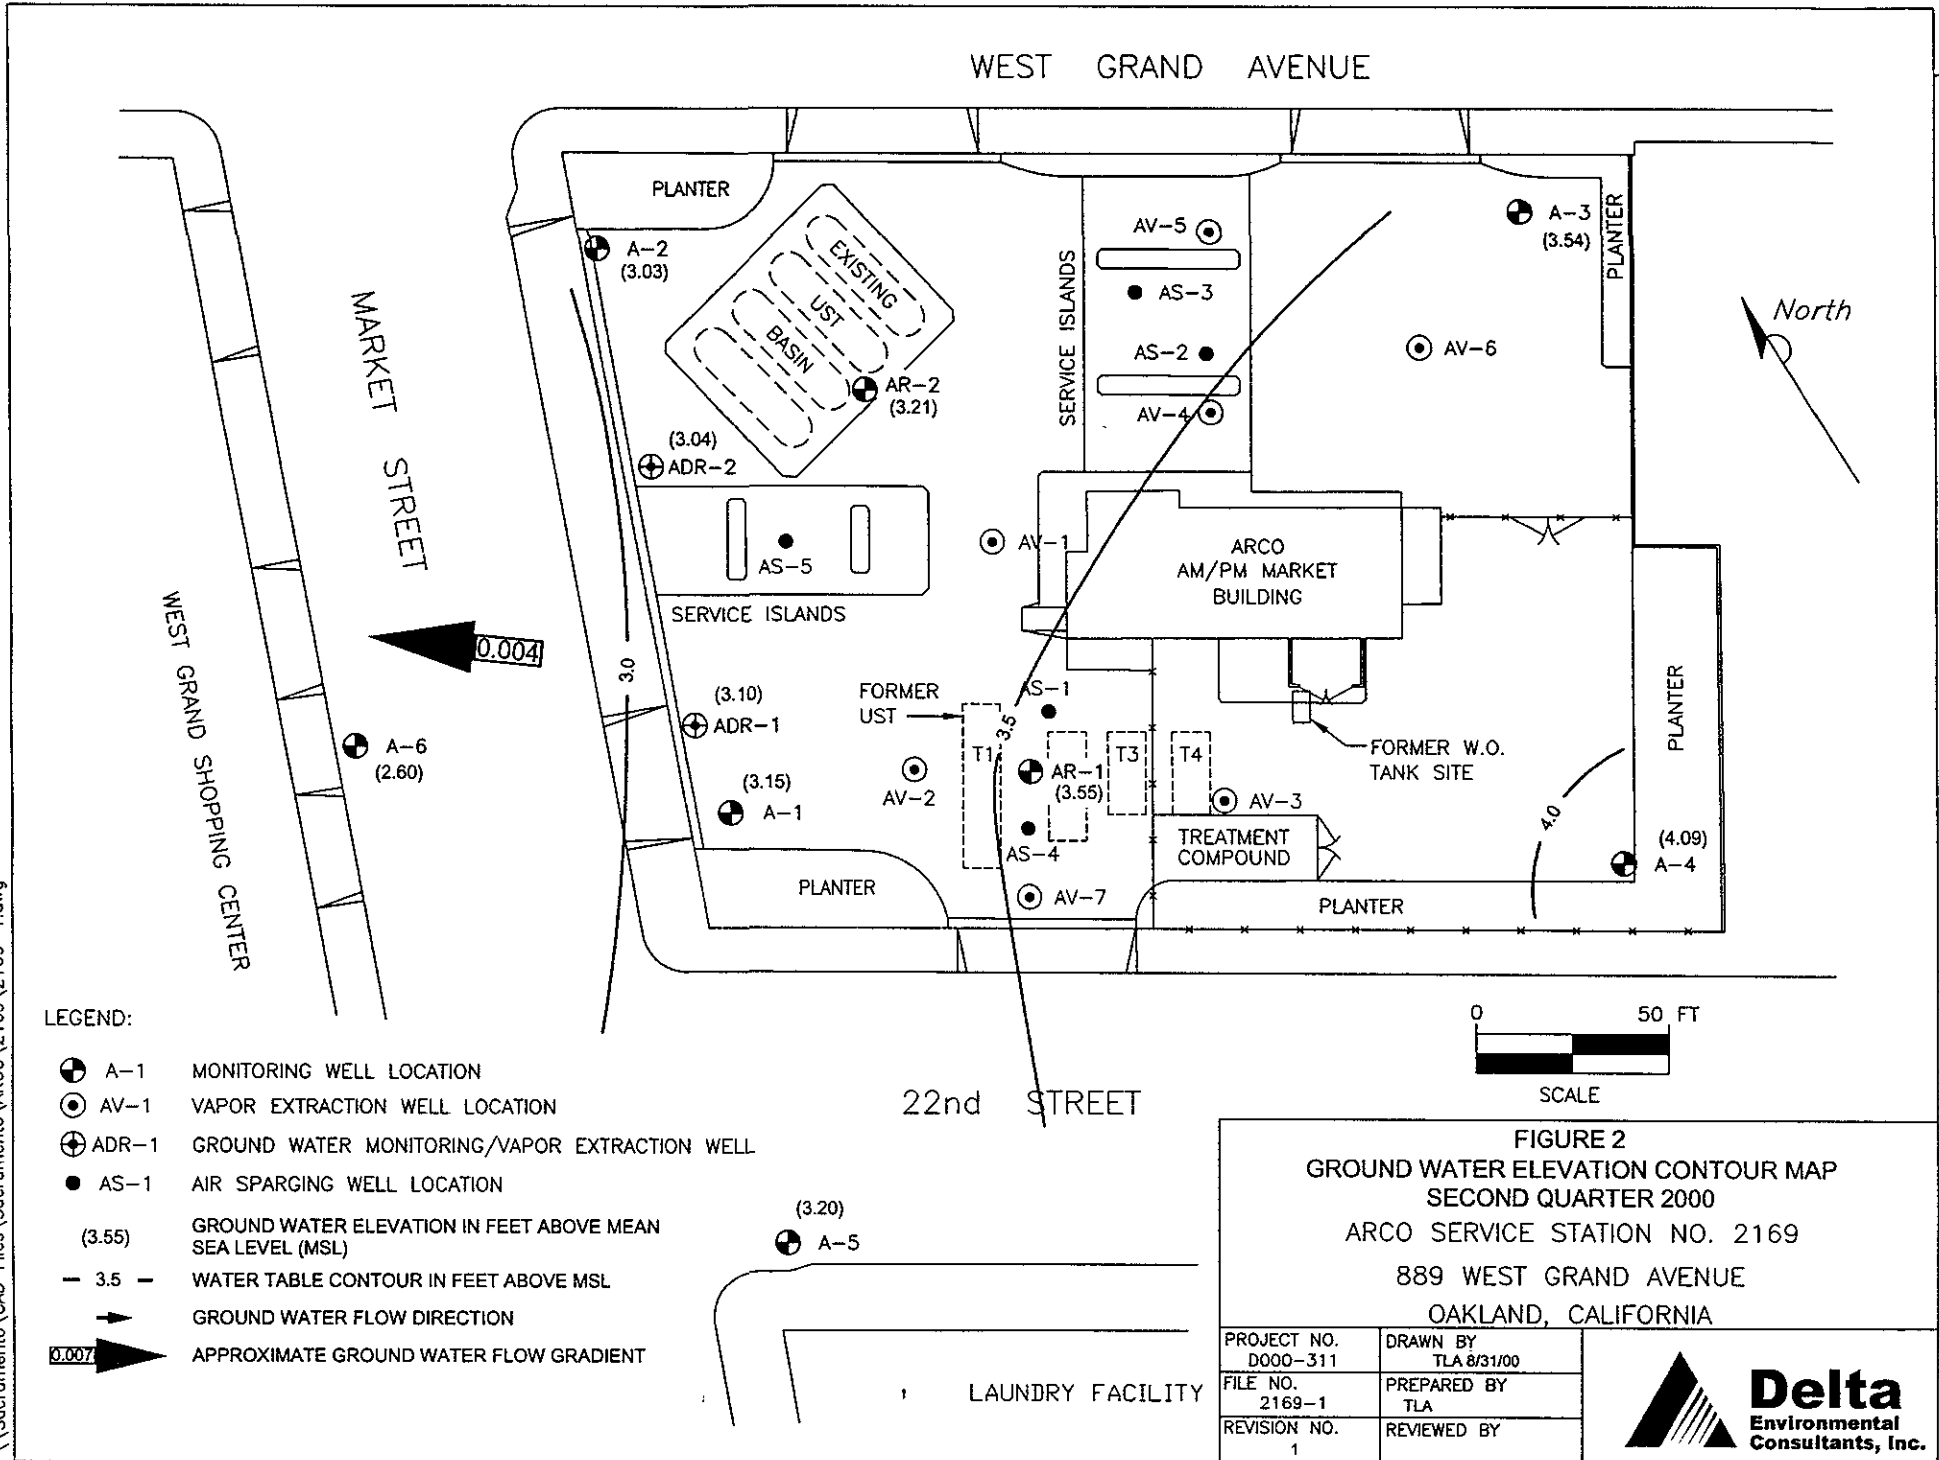 WEST GRAND AVENUE
PLANTER
A-2
(3.03)
EXISTING
UST
BASIN
AR-2
(3.21)
(3.04)
ADR-2
AV-5
AS-3
AS-2
AV-4
SERVICE ISLANDS
A-3
(3.54)
PLANTER
AV-6
North
MARKET STREET
AS-5
SERVICE ISLANDS
AV-1
ARCO
AM/PM MARKET
BUILDING
0.004
3.0
WEST GRAND SHOPPING CENTER
A-6
(2.60)
(3.10)
ADR-1
(3.15)
A-1
FORMER
UST
AV-2
T1
3.5
AS-1
AR-1
(3.55)
T3
T4
AS-4
AV-7
AV-3
TREATMENT
COMPOUND
FORMER W.O.
TANK SITE
4.0
(4.09)
A-4
PLANTER
PLANTER
PLANTER
LEGEND:
A-1 MONITORING WELL LOCATION
AV-1 VAPOR EXTRACTION WELL LOCATION
ADR-1 GROUND WATER MONITORING/VAPOR EXTRACTION WELL
AS-1 AIR SPARGING WELL LOCATION
(3.55) GROUND WATER ELEVATION IN FEET ABOVE MEAN
SEA LEVEL (MSL)
- 3.5 - WATER TABLE CONTOUR IN FEET ABOVE MSL
GROUND WATER FLOW DIRECTION
0.007 APPROXIMATE GROUND WATER FLOW GRADIENT
22nd STREET
(3.20)
A-5
LAUNDRY FACILITY
0 50 FT
SCALE
FIGURE 2
GROUND WATER ELEVATION CONTOUR MAP
SECOND QUARTER 2000
ARCO SERVICE STATION NO. 2169
889 WEST GRAND AVENUE
OAKLAND, CALIFORNIA
PROJECT NO.
D000-311
DRAWN BY
TLA 8/31/00
FILE NO.
2169-1
PREPARED BY
TLA
REVISION NO.
1
REVIEWED BY
Delta
Environmental
Consultants, Inc.